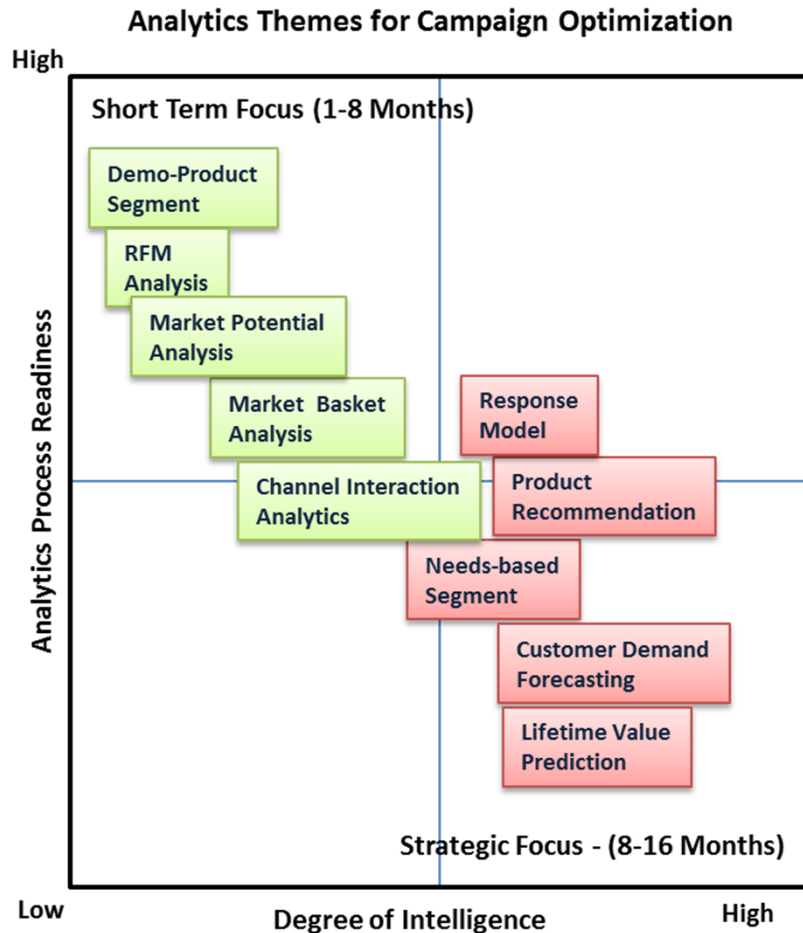 Analytics Themes for Campaign Optimization
High
Short Term Focus (1-8 Months)
Demo-Product
Segment
RFM
Analysis
Market Potential
Analysis
Market Basket
Analysis
Channel Interaction
Analytics
Response
Model
Product
Recommendation
Needs-based
Segment
Customer Demand
Forecasting
Lifetime Value
Prediction
Strategic Focus - (8-16 Months)
Analytics Process Readiness
Low
Degree of Intelligence
High